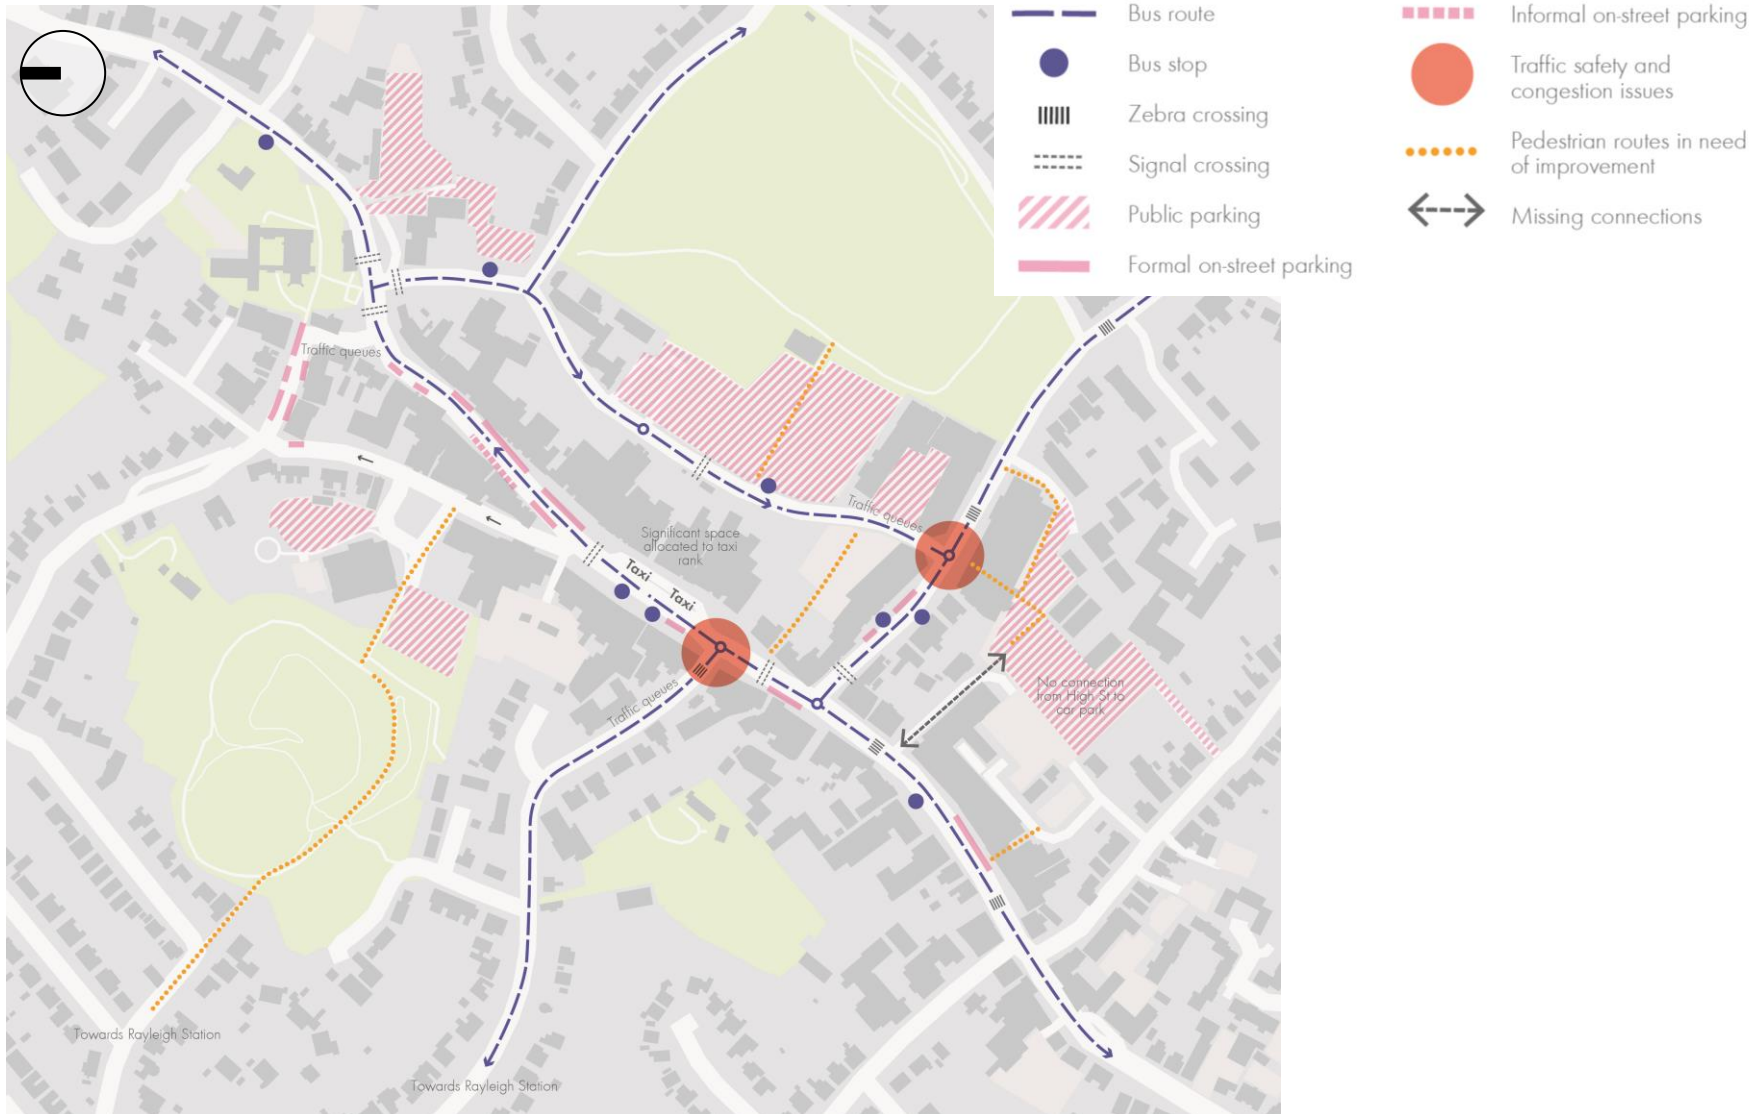 Bus route
Bus stop
Zebra crossing
Signal crossing
Public parking
Formal on-street parking
Informal on-street parking
Traffic safety and
congestion issues
Pedestrian routes in need
of improvement
Missing connections
Traffic queues
Traffic queues
Significant space
allocated to taxi
rank
Taxi
Taxi
Traffic queues
No connection
from High St to
car park
Towards Rayleigh Station
Towards Rayleigh Station